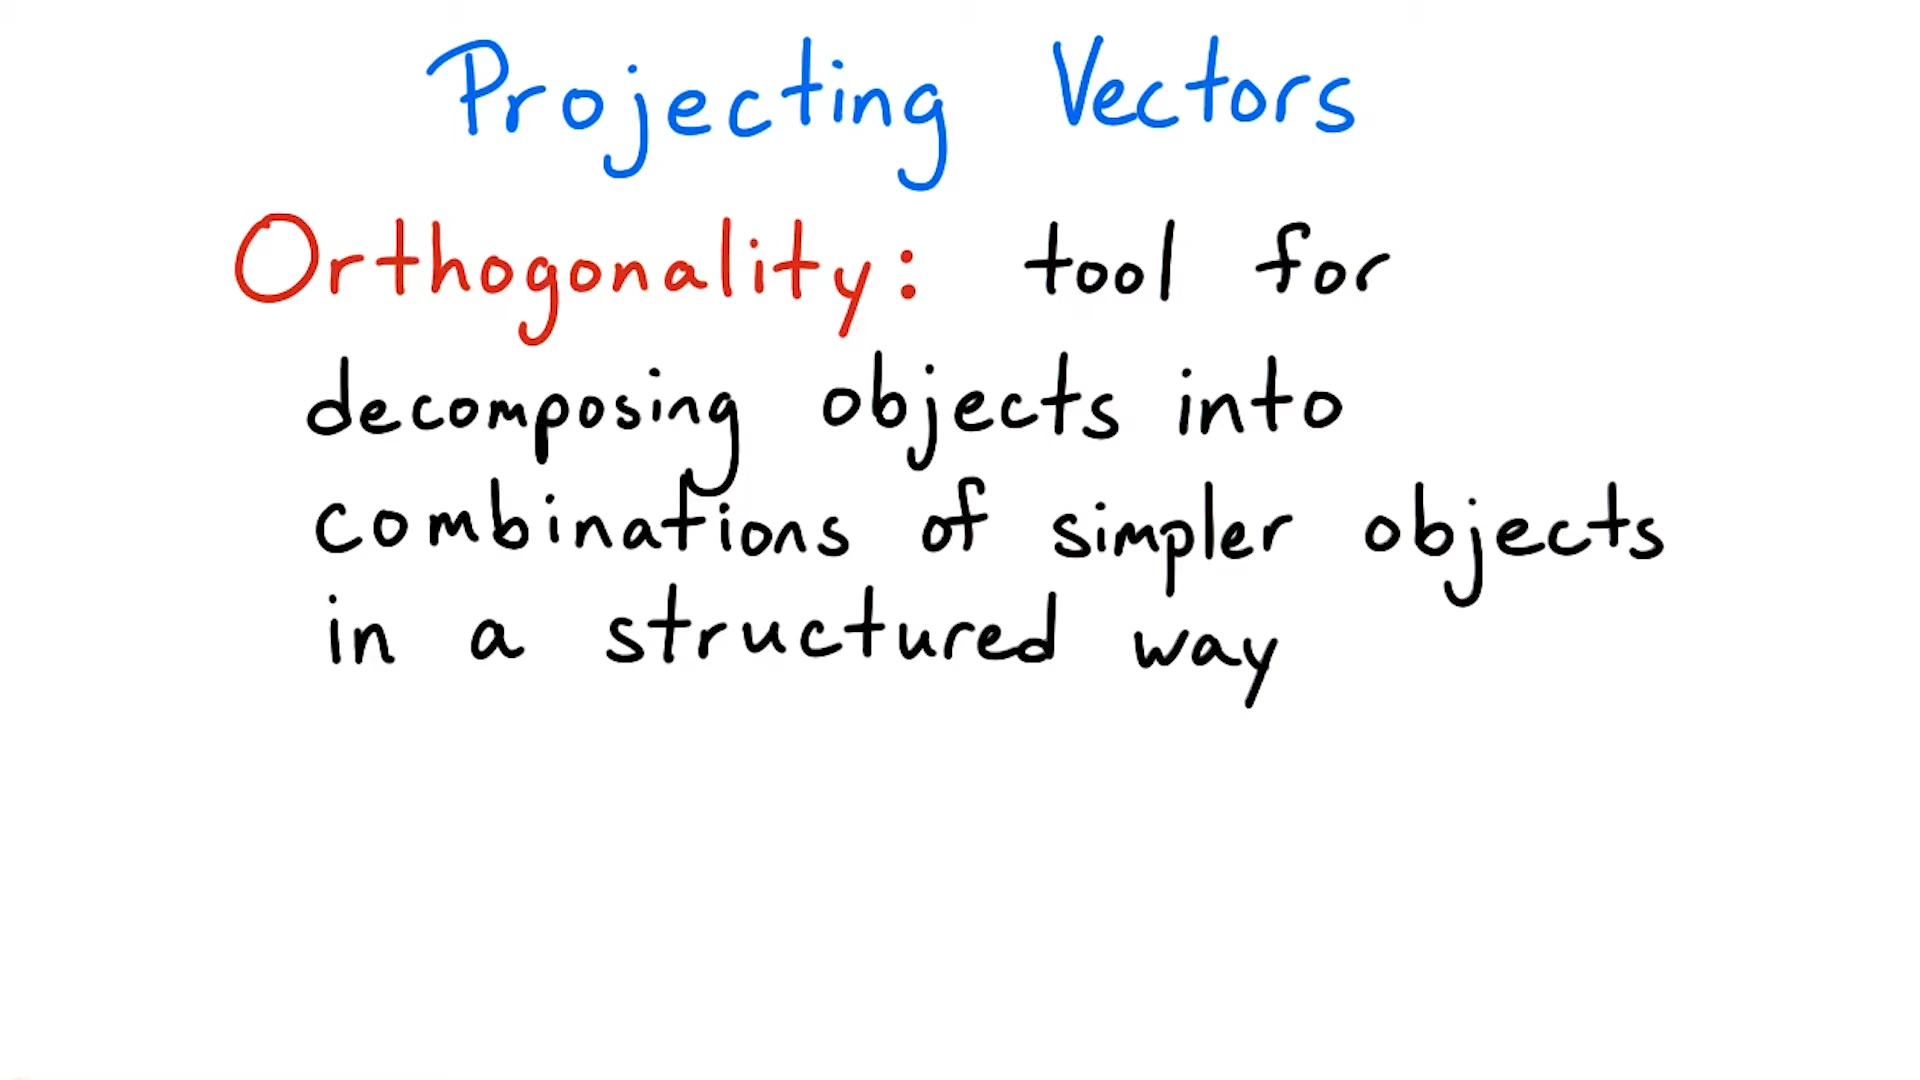 Projecting Vectors
Orthogonality: tool for
decomposing objects into
combinations of simpler objects
in a structured way